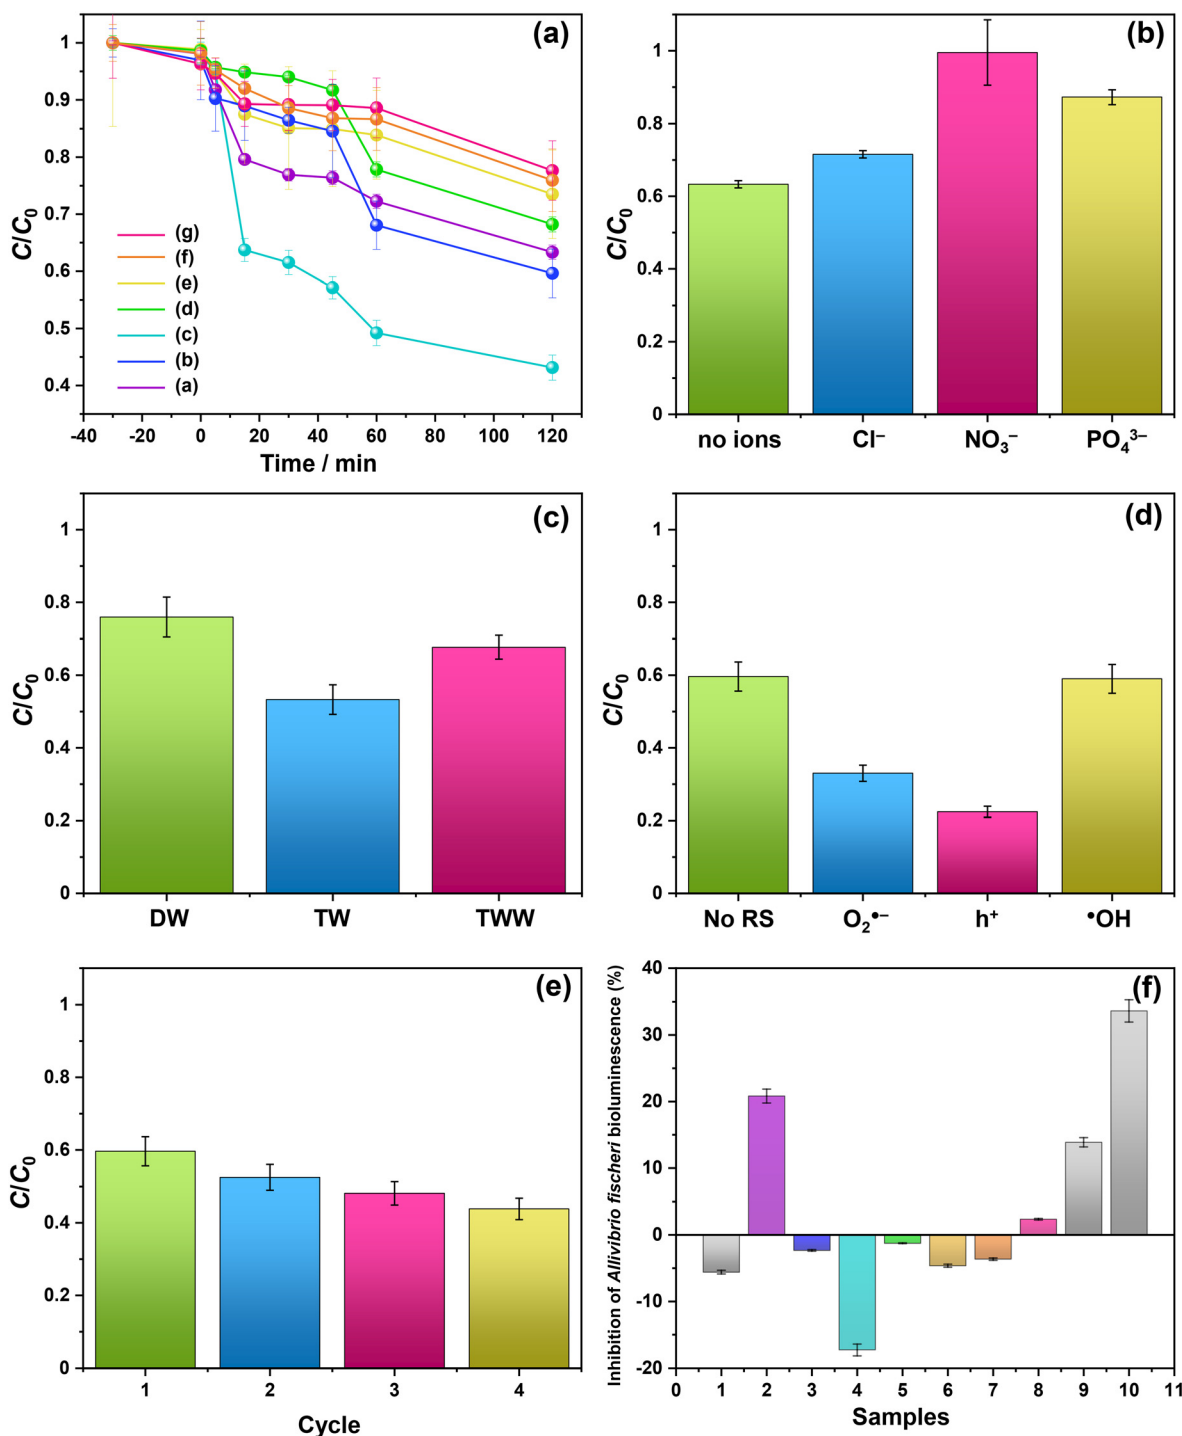 (a)
C/C₀
1
0.9
0.8
0.7
0.6
0.5
0.4
(g)
(f)
(e)
(d)
(c)
(b)
(a)
-40 -20 0 20 40 60 80 100 120
Time / min
(b)
C/C₀
1
0.8
0.6
0.4
0.2
0
no ions Cl⁻ NO₃⁻ PO₄³⁻
(c)
C/C₀
1
0.8
0.6
0.4
0.2
0
DW TW TWW
(d)
C/C₀
1
0.8
0.6
0.4
0.2
0
No RS O₂•⁻ h⁺ •OH
(e)
C/C₀
1
0.8
0.6
0.4
0.2
0
1 2 3 4
Cycle
(f)
Inhibition of Allivibrio fischeri bioluminescence (%)
40
30
20
10
0
-10
-20
0 1 2 3 4 5 6 7 8 9 10 11
Samples